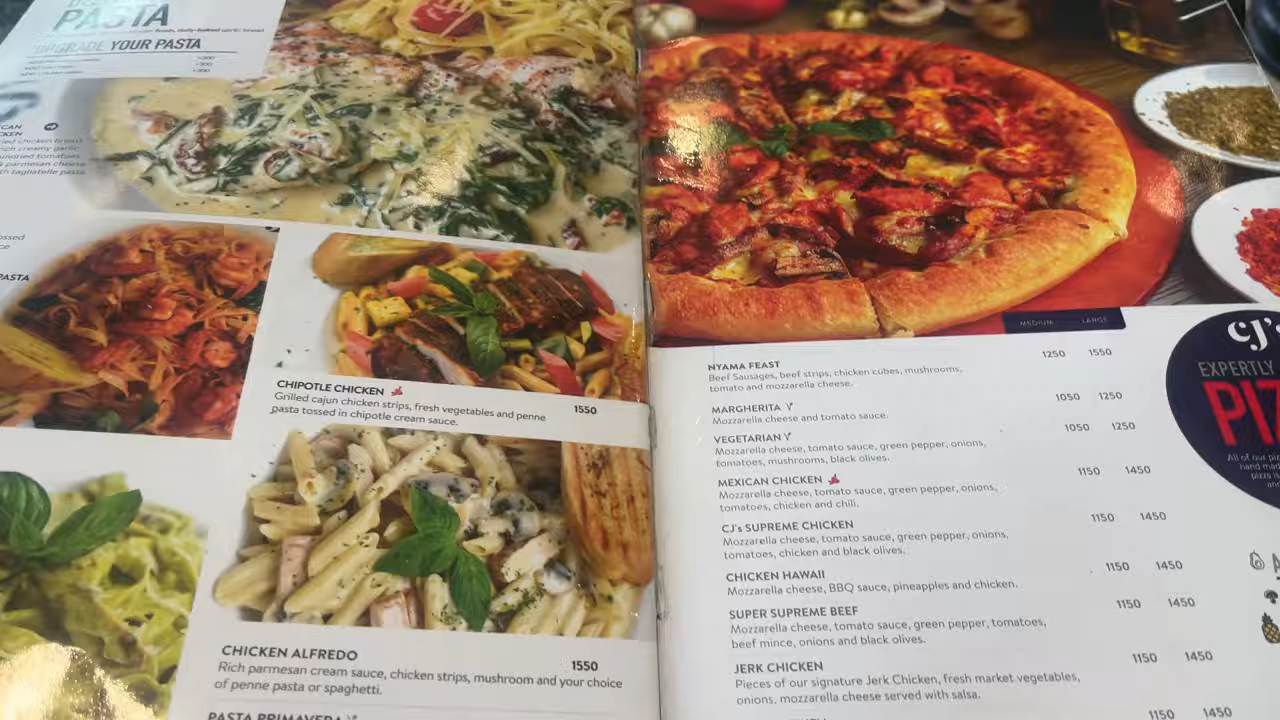 PASTA
UPGRADE YOUR PASTA
+200
+300
+300
PASTA
CHIPOTLE CHICKEN
Grilled cajun chicken strips, fresh vegetables and penne
pasta tossed in chipotle cream sauce.
1550
CHICKEN ALFREDO
Rich parmesan cream sauce, chicken strips, mushroom and your choice
of penne pasta or spaghetti.
1550
PASTA PRIMAVERA
MEDIUM LARGE
NYAMA FEAST 1250 1550
Beef Sausages, beef strips, chicken cubes, mushrooms,
tomato and mozzarella cheese.
MARGHERITA 1050 1250
Mozzarella cheese and tomato sauce.
VEGETARIAN 1050 1250
Mozzarella cheese, tomato sauce, green pepper, onions,
tomatoes, mushrooms, black olives.
MEXICAN CHICKEN 1150 1450
Mozzarella cheese, tomato sauce, green pepper, onions,
tomatoes, chicken and chili.
CJ's SUPREME CHICKEN 1150 1450
Mozzarella cheese, tomato sauce, green pepper, onions,
tomatoes, chicken and black olives.
CHICKEN HAWAII 1150 1450
Mozzarella cheese, BBQ sauce, pineapples and chicken.
SUPER SUPREME BEEF 1150 1450
Mozzarella cheese, tomato sauce, green pepper, tomatoes,
beef mince, onions and black olives.
JERK CHICKEN 1150 1450
Pieces of our signature Jerk Chicken, fresh market vegetables,
onions, mozzarella cheese served with salsa.
1150 1450
CJ's
EXPERTLY
All of our
hand